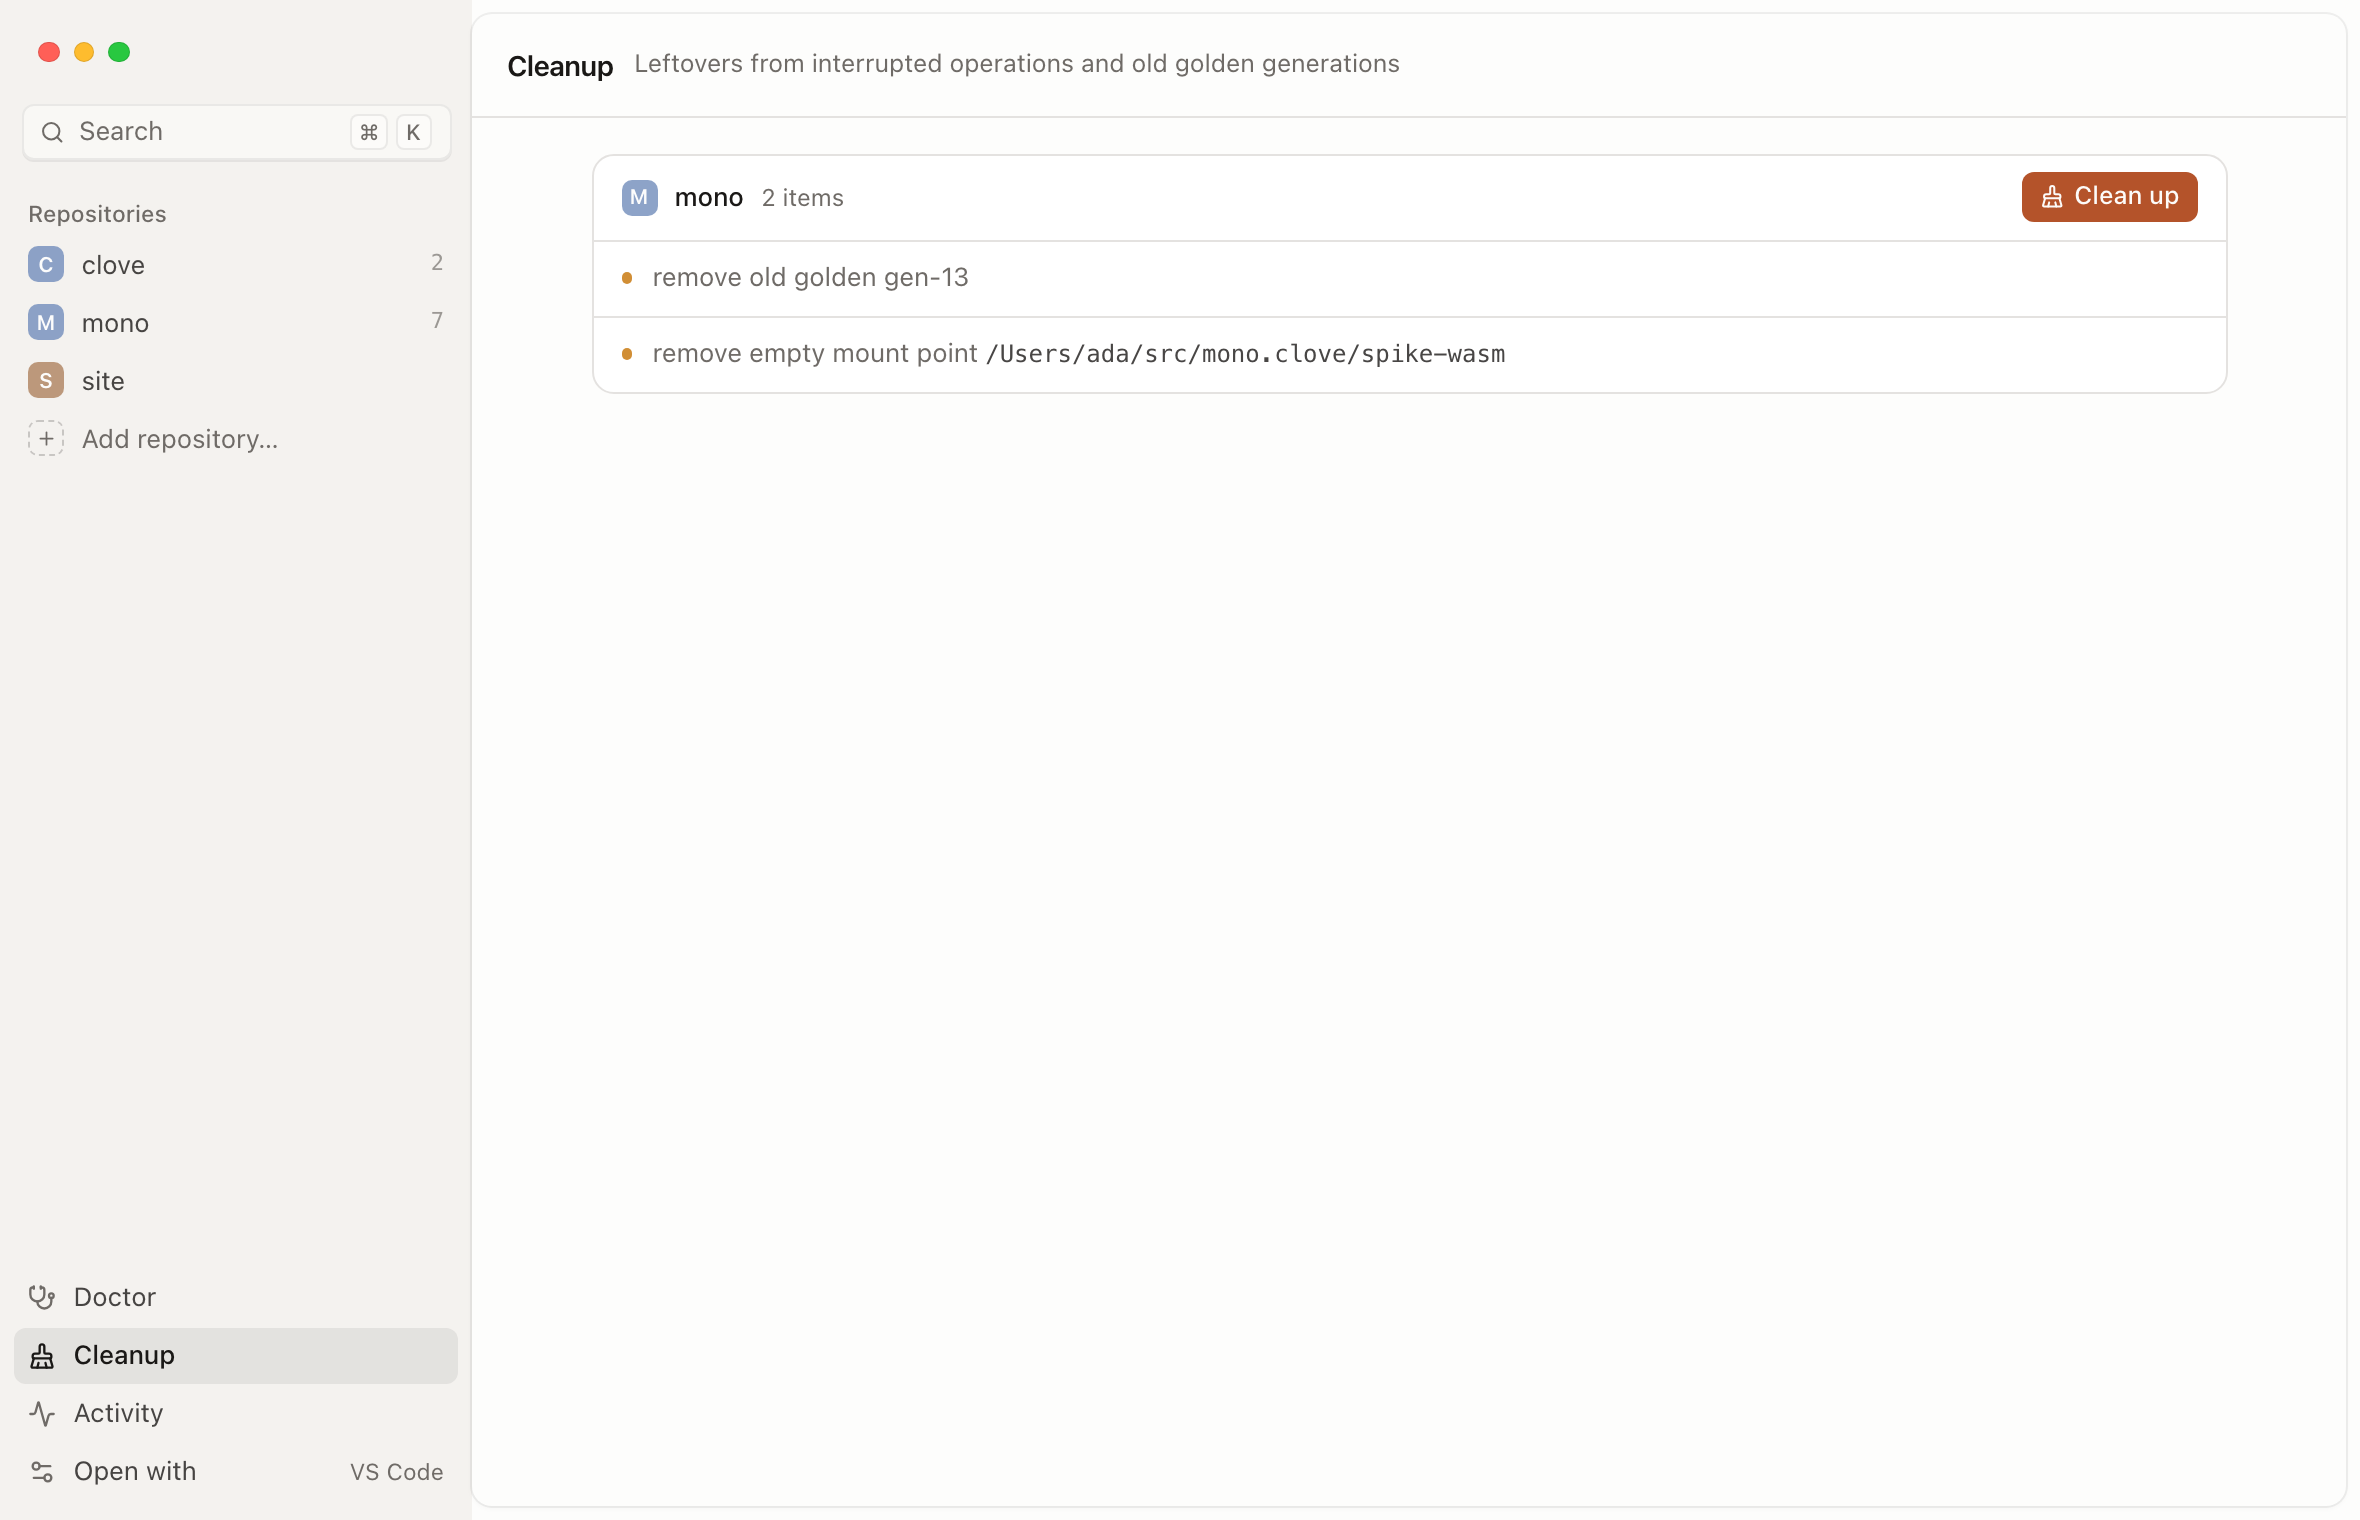 Search ⌘ K
Repositories
C clove 2
M mono 7
S site
+ Add repository...
Doctor
Cleanup
Activity
Open with VS Code
Cleanup Leftovers from interrupted operations and old golden generations
M mono 2 items Clean up
remove old golden gen-13
remove empty mount point /Users/ada/src/mono.clove/spike-wasm